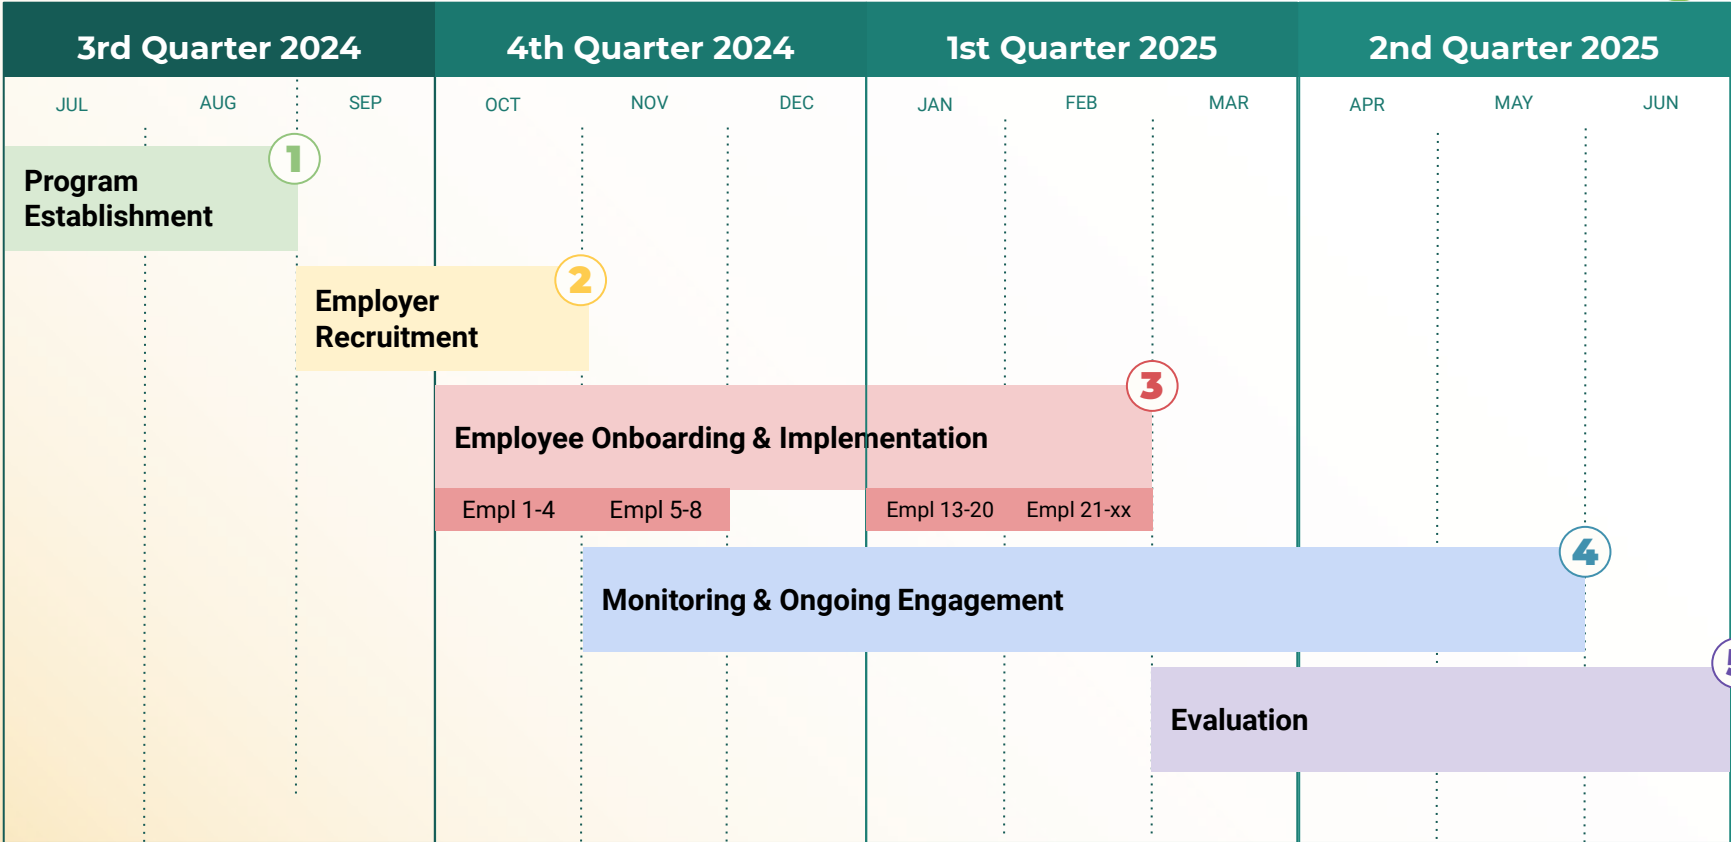 3rd Quarter 2024
4th Quarter 2024
1st Quarter 2025
2nd Quarter 2025
JUL
AUG
SEP
OCT
NOV
DEC
JAN
FEB
MAR
APR
MAY
JUN
1
Program
Establishment
2
Employer
Recruitment
3
Employee Onboarding & Implementation
Empl 1-4
Empl 5-8
Empl 13-20
Empl 21-xx
4
Monitoring & Ongoing Engagement
Evaluation